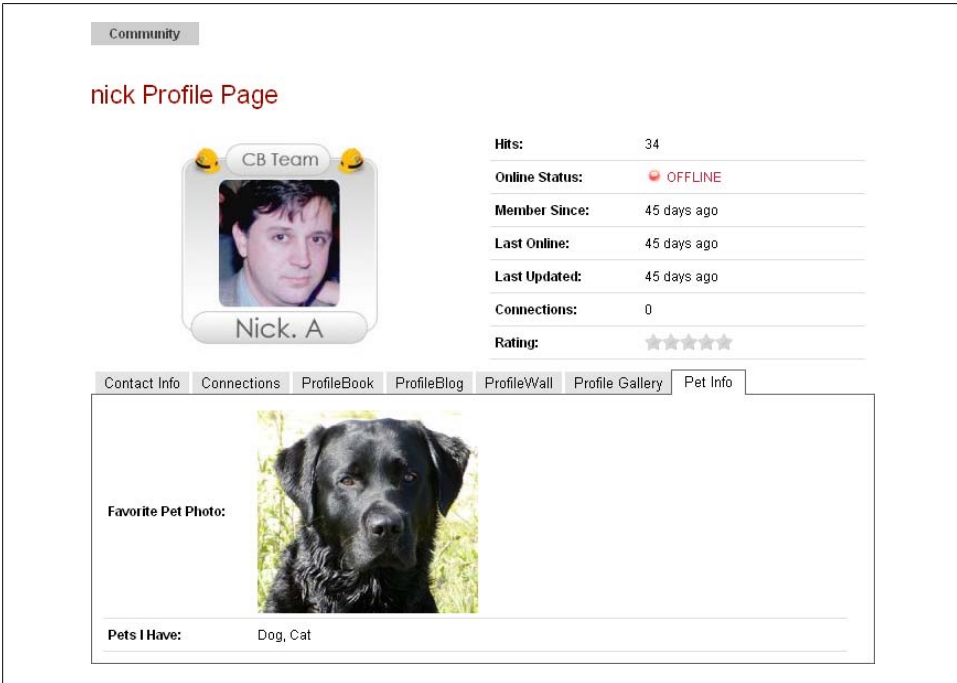 Community
nick Profile Page
CB Team
Nick. A
Hits: 34
Online Status: OFFLINE
Member Since: 45 days ago
Last Online: 45 days ago
Last Updated: 45 days ago
Connections: 0
Rating:
Contact Info Connections ProfileBook ProfileBlog ProfileWall Profile Gallery Pet Info
Favorite Pet Photo:
Pets I Have: Dog, Cat